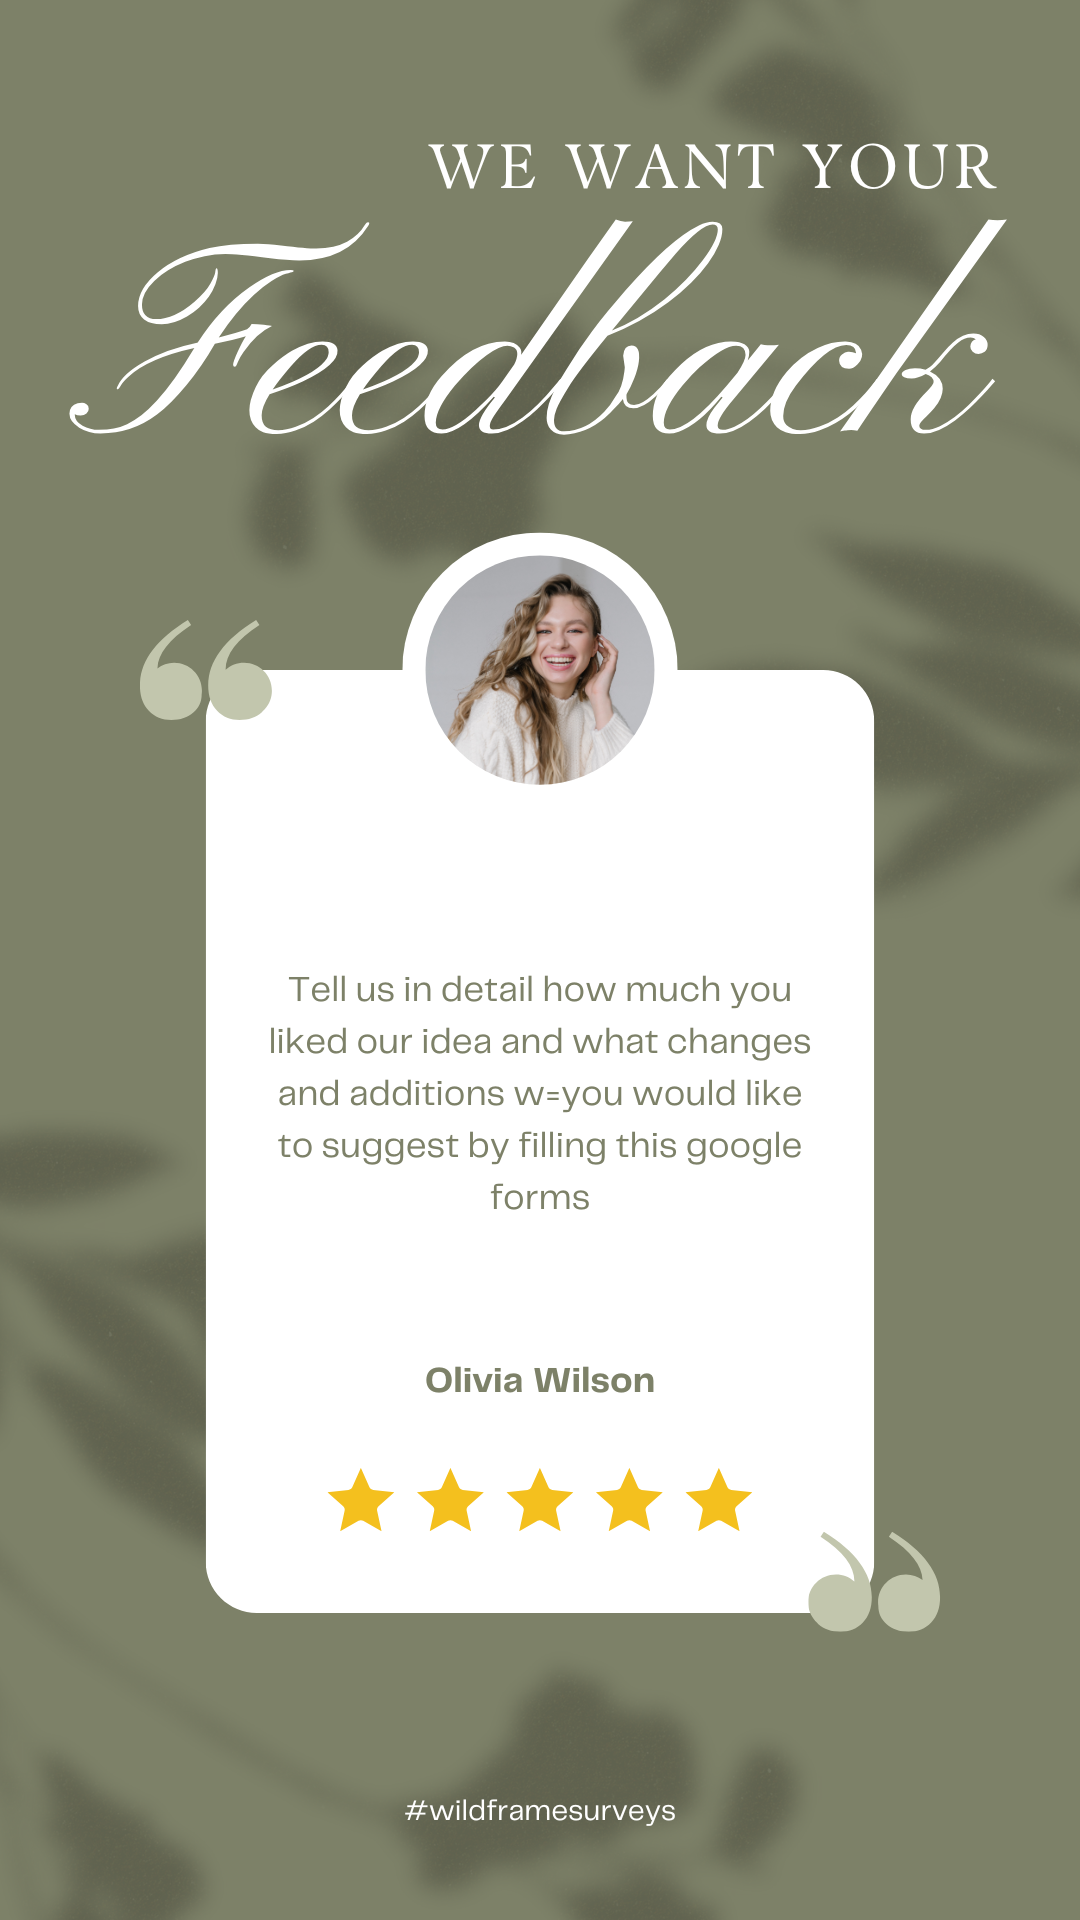 WE WANT YOUR
Feedback
Tell us in detail how much you
liked our idea and what changes
and additions w=you would like
to suggest by filling this google
forms
Olivia Wilson
#wildframesurveys